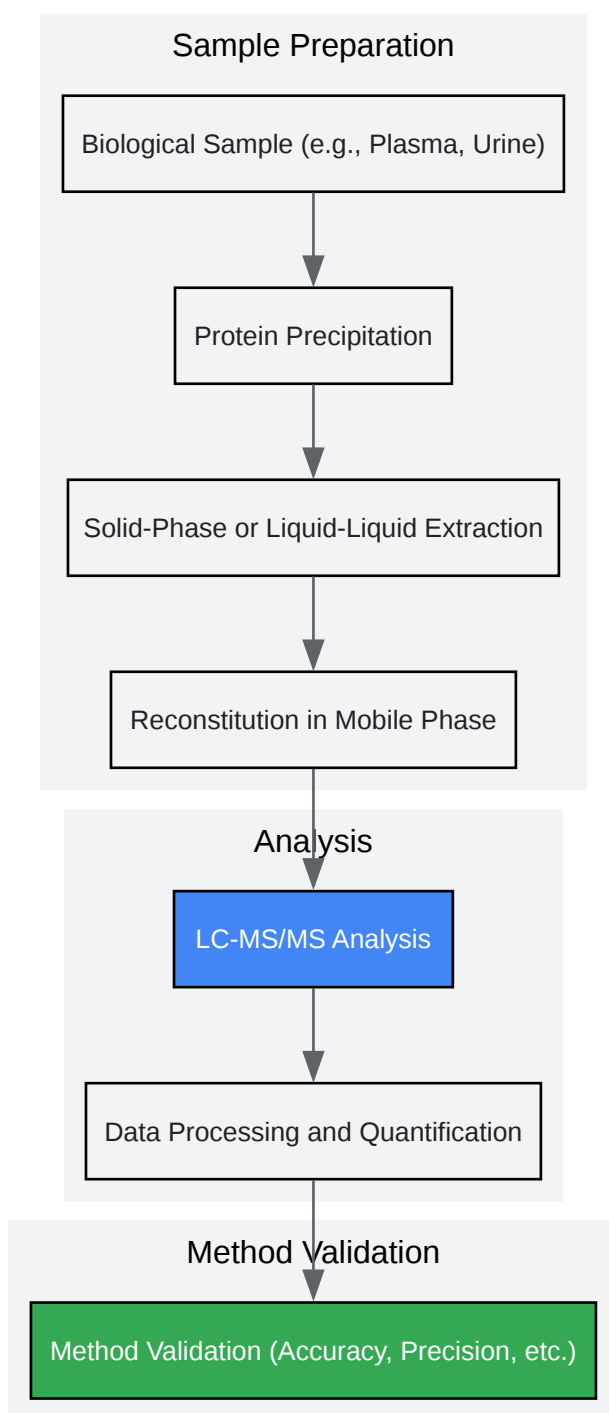 Sample Preparation
Biological Sample (e.g., Plasma, Urine)
Protein Precipitation
Solid-Phase or Liquid-Liquid Extraction
Reconstitution in Mobile Phase
Analysis
LC-MS/MS Analysis
Data Processing and Quantification
Method Validation
Method Validation (Accuracy, Precision, etc.)